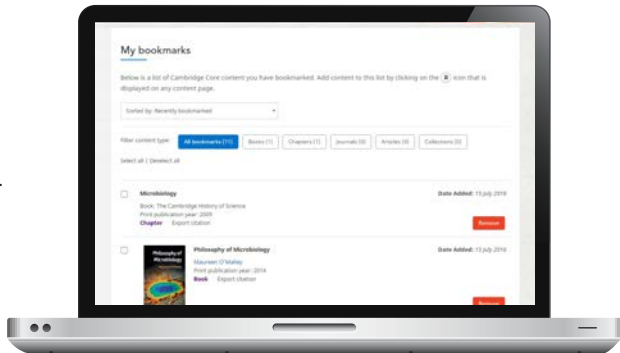 My bookmarks
Below is a list of Cambridge Core content you have bookmarked. Add content to this list by clicking on the icon that is
displayed on any content page.
Sorted by: Recently bookmarked
Filter content type: All bookmarks (11) Books (1) Chapters (1) Journals (0) Articles (0) Collections (0)
Select all | Deselect all
Microbiology Date Added: 15 July 2018
Book: The Cambridge History of Science
Print publication year: 2009
Chapter Export citation Remove
Philosophy of Microbiology Date Added: 15 July 2018
Philosophy of
Microbiology
Maureen O'Malley
Print publication year: 2014
Book Export citation
Remove